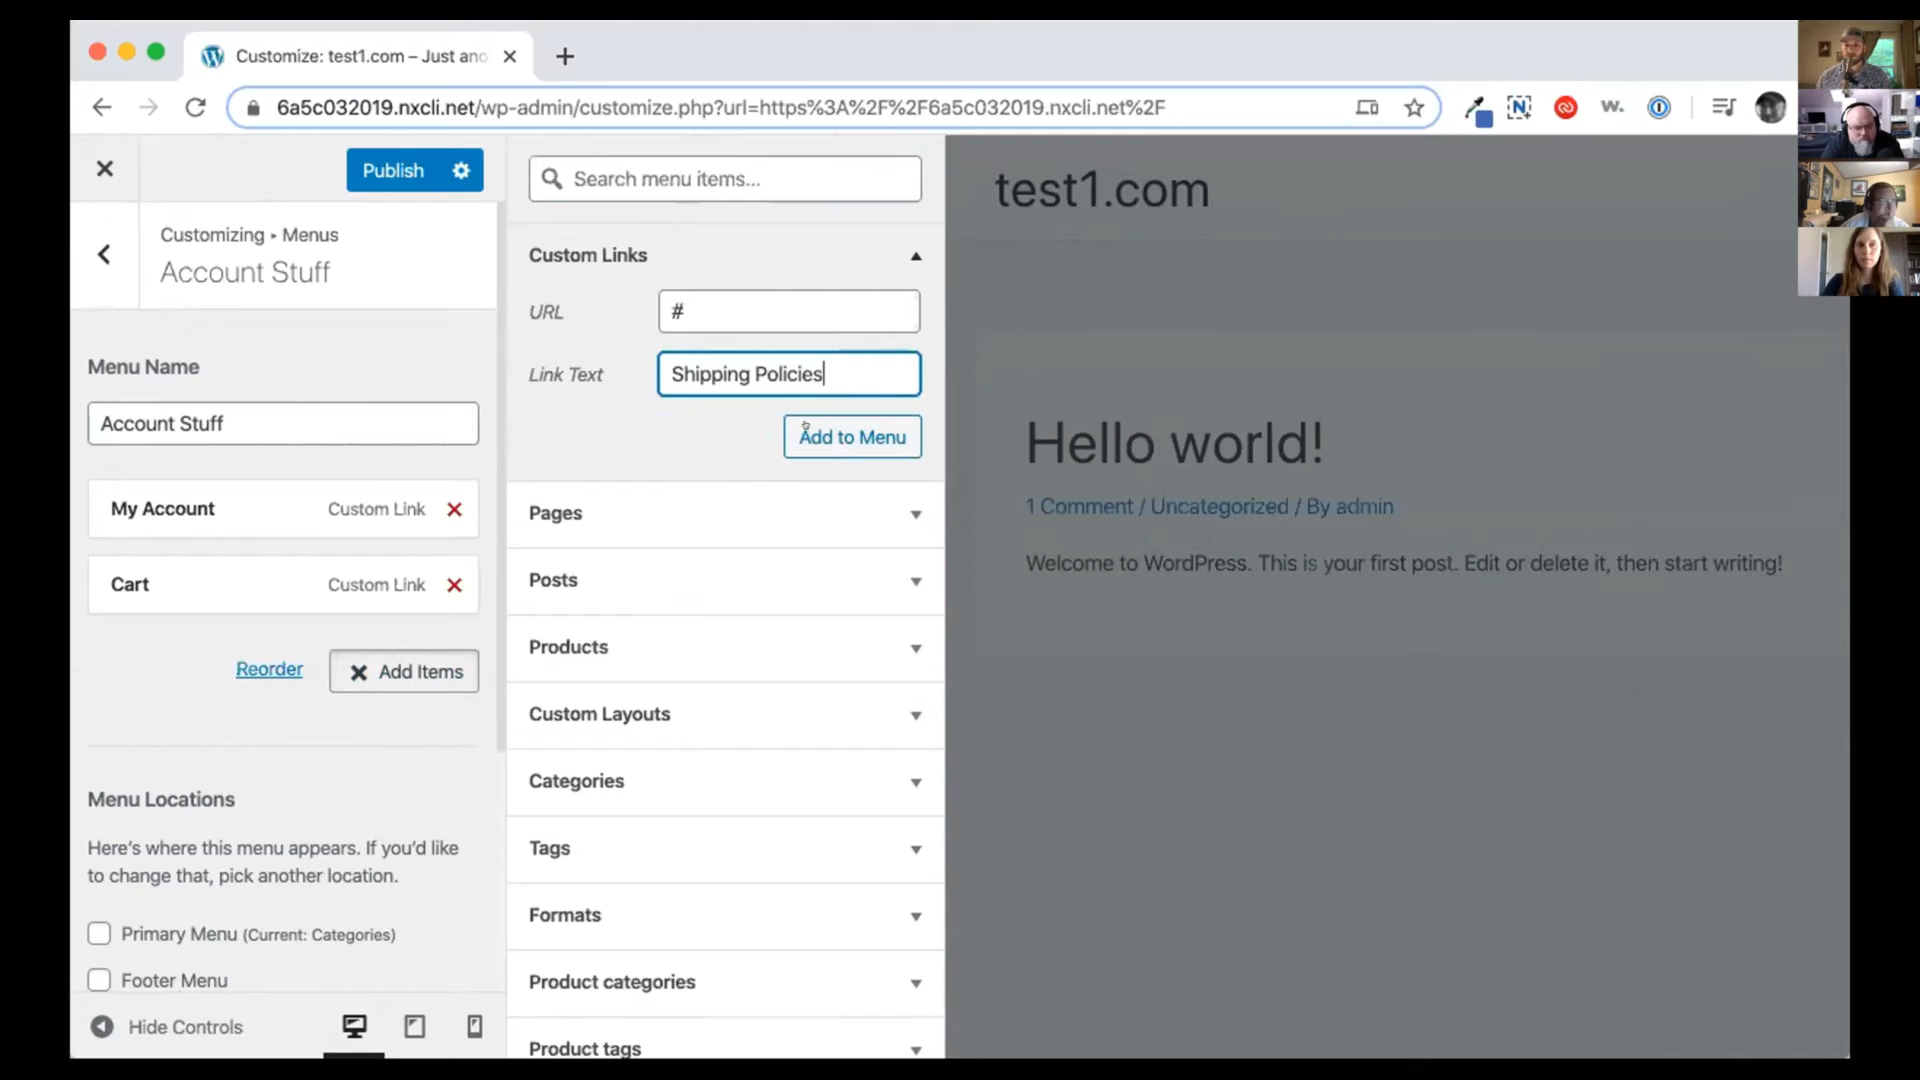 Customize: test1.com – Just ano
6a5c032019.nxcli.net/wp-admin/customize.php?url=https%3A%2F%2F6a5c032019.nxcli.net%2F
Publish
Customizing ▸ Menus
Account Stuff
Menu Name
Account Stuff
My Account Custom Link
Cart Custom Link
Reorder Add Items
Menu Locations
Here’s where this menu appears. If you’d like
to change that, pick another location.
Primary Menu (Current: Categories)
Footer Menu
Hide Controls
Search menu items...
Custom Links
URL #
Link Text Shipping Policies
Add to Menu
Pages
Posts
Products
Custom Layouts
Categories
Tags
Formats
Product categories
Product tags
test1.com
Hello world!
1 Comment / Uncategorized / By admin
Welcome to WordPress. This is your first post. Edit or delete it, then start writing!